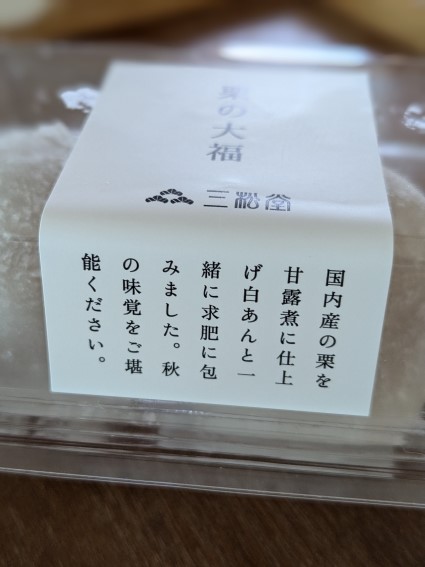 栗の大福
三松堂
国内産の栗を
甘露煮に仕上
げ白あんと一
緒に求肥に包
みました。秋
の味覚をご堪
能ください。